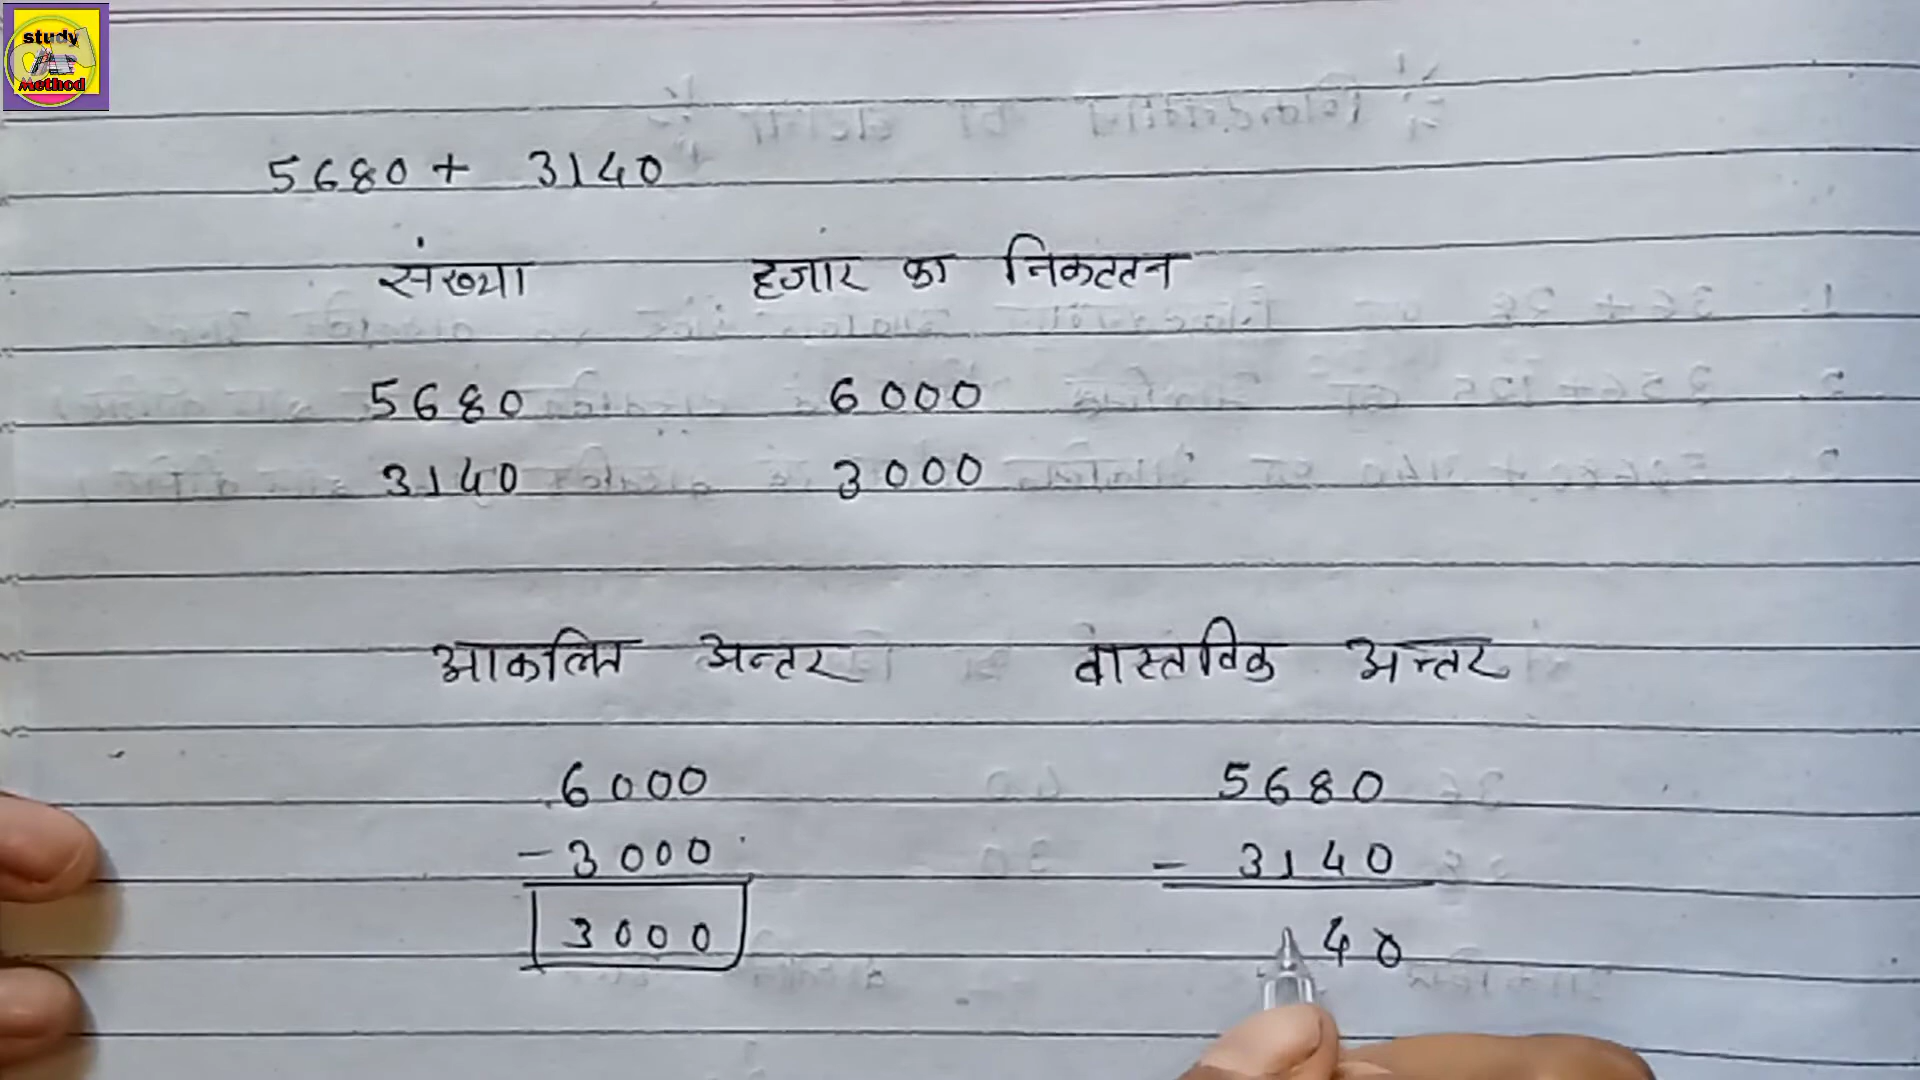 study
Method
5680 + 3140
संख्या हजार का निकटतन
5680 6000
3140 3000
आकलित अन्तर वास्तविक अन्तर
6000 5680
- 3000 - 3140
3000 40